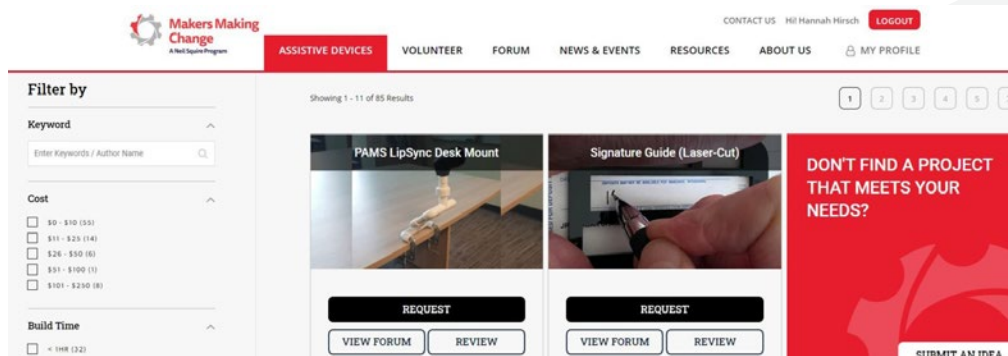 Makers Making
Change
A Neil Squire Program
CONTACT US Hi! Hannah Hirsch LOGOUT
ASSISTIVE DEVICES VOLUNTEER FORUM NEWS & EVENTS RESOURCES ABOUT US MY PROFILE
Filter by
Showing 1 - 11 of 85 Results
1 2 3 4 5
Keyword
Enter Keywords / Author Name
Cost
$0 - $10 (55)
$11 - $25 (14)
$26 - $50 (6)
$51 - $100 (1)
$101 - $250 (8)
Build Time
< 1HR (32)
PAMS LipSync Desk Mount
REQUEST
VIEW FORUM REVIEW
Signature Guide (Laser-Cut)
REQUEST
VIEW FORUM REVIEW
DON'T FIND A PROJECT
THAT MEETS YOUR
NEEDS?
SUBMIT AN IDEA